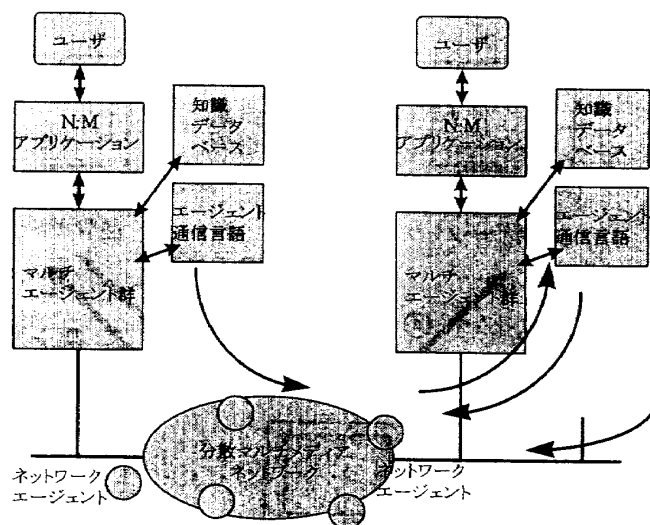 ユーザ
N:M
アプリケーション
知識
データ
ベース
エージェント
通信言語
マルチ
エージェント群
ユーザ
N:M
アプリケーション
知識
データ
ベース
エージェント
通信言語
マルチ
エージェント群
分散マルチメディア
ネットワーク
ネットワーク
エージェント
ネットワーク
エージェント